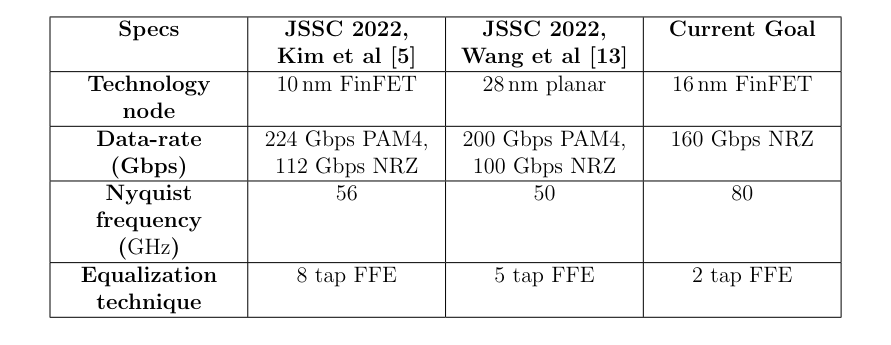 Specs
JSSC 2022,
Kim et al [5]
JSSC 2022,
Wang et al [13]
Current Goal
Technology
node
10 nm FinFET
28 nm planar
16 nm FinFET
Data-rate
(Gbps)
224 Gbps PAM4,
112 Gbps NRZ
200 Gbps PAM4,
100 Gbps NRZ
160 Gbps NRZ
Nyquist
frequency
(GHz)
56
50
80
Equalization
technique
8 tap FFE
5 tap FFE
2 tap FFE